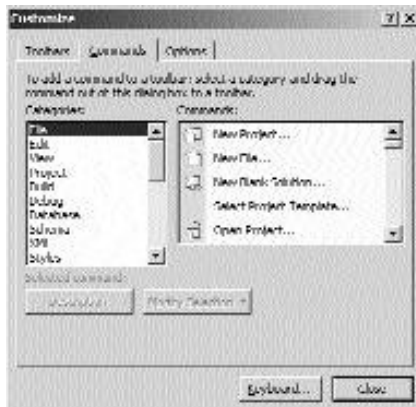 Customize
Toolbars Commands Options
To add a command to a toolbar: select a category and drag the
command out of this dialog box to a toolbar.
Categories: Commands:
File
Edit
View
Project
Build
Debug
Database
Schema
XML
Styles
New Project...
New File...
New Blank Solution...
Select Project Template...
Open Project...
Selected command:
Description Modify Selection
Keyboard... Close